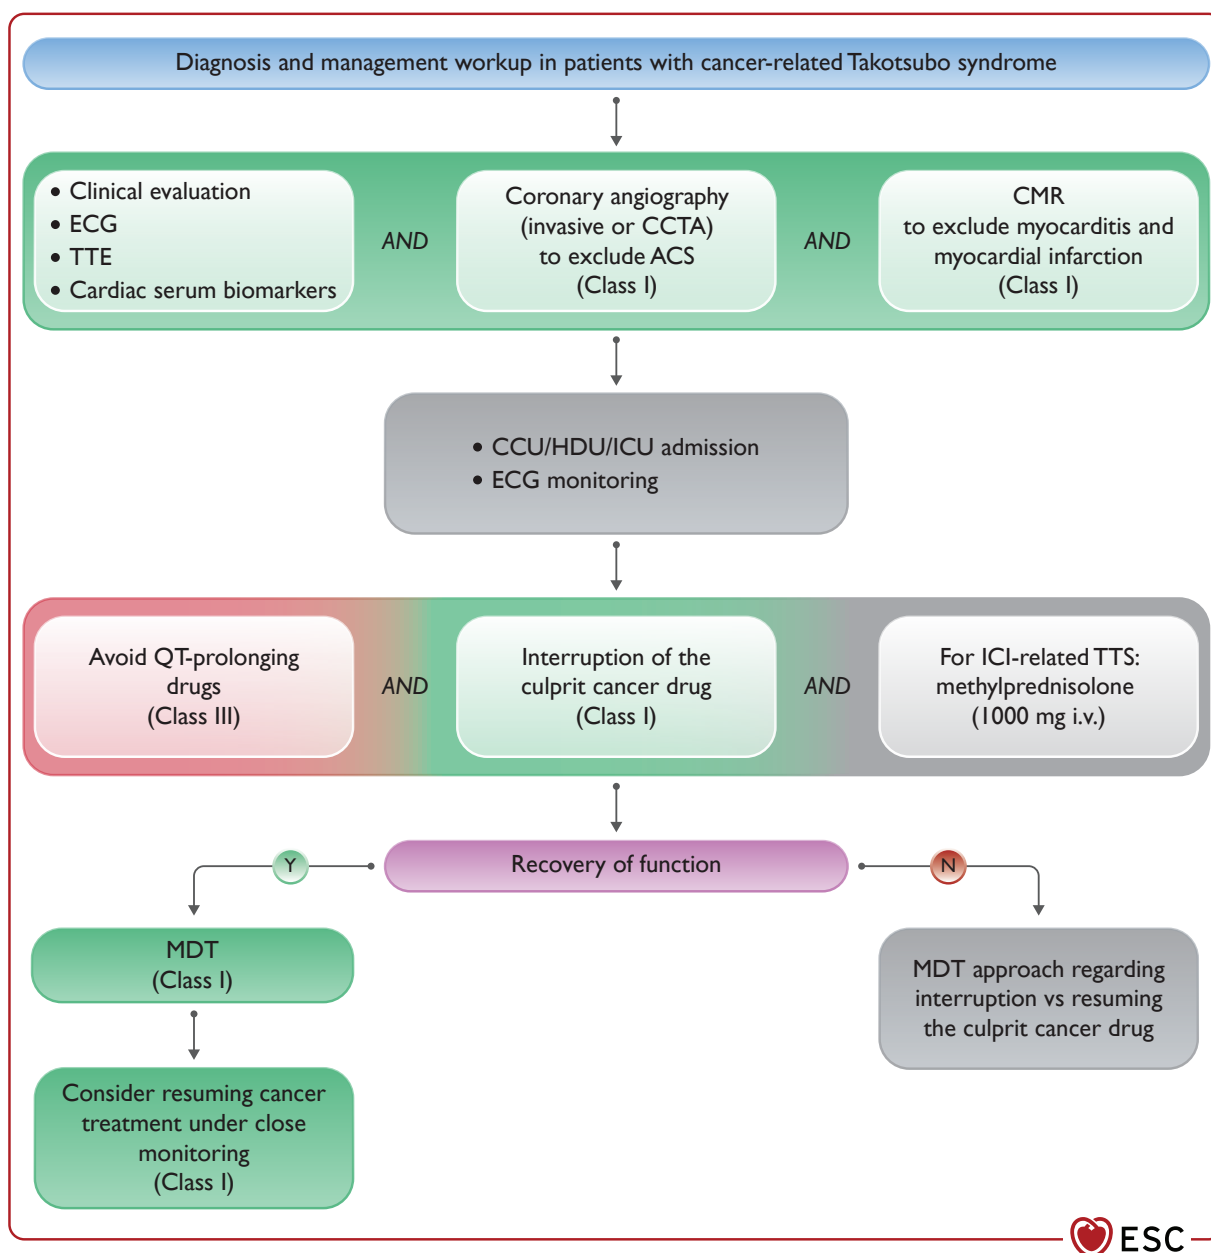 Diagnosis and management workup in patients with cancer-related Takotsubo syndrome
• Clinical evaluation
• ECG
• TTE
• Cardiac serum biomarkers
AND
Coronary angiography
(invasive or CCTA)
to exclude ACS
(Class I)
AND
CMR
to exclude myocarditis and
myocardial infarction
(Class I)
• CCU/HDU/ICU admission
• ECG monitoring
Avoid QT-prolonging
drugs
(Class III)
AND
Interruption of the
culprit cancer drug
(Class I)
AND
For ICI-related TTS:
methylprednisolone
(1000 mg i.v.)
Y
Recovery of function
N
MDT
(Class I)
MDT approach regarding
interruption vs resuming
the culprit cancer drug
Consider resuming cancer
treatment under close
monitoring
(Class I)
ESC